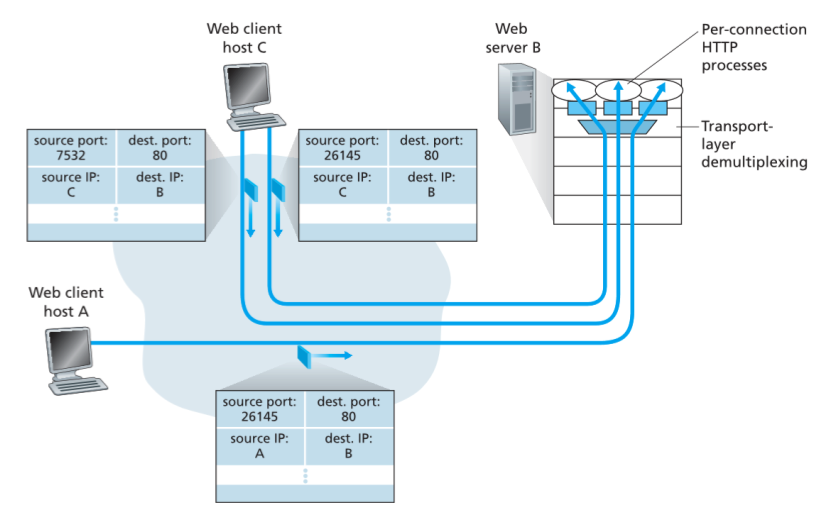 Web client
host C
Web
server B
Per-connection
HTTP
processes
Transport-
layer
demultiplexing
source port:
7532
dest. port:
80
source IP:
C
dest. IP:
B
source port:
26145
dest. port:
80
source IP:
C
dest. IP:
B
Web client
host A
source port:
26145
dest. port:
80
source IP:
A
dest. IP:
B